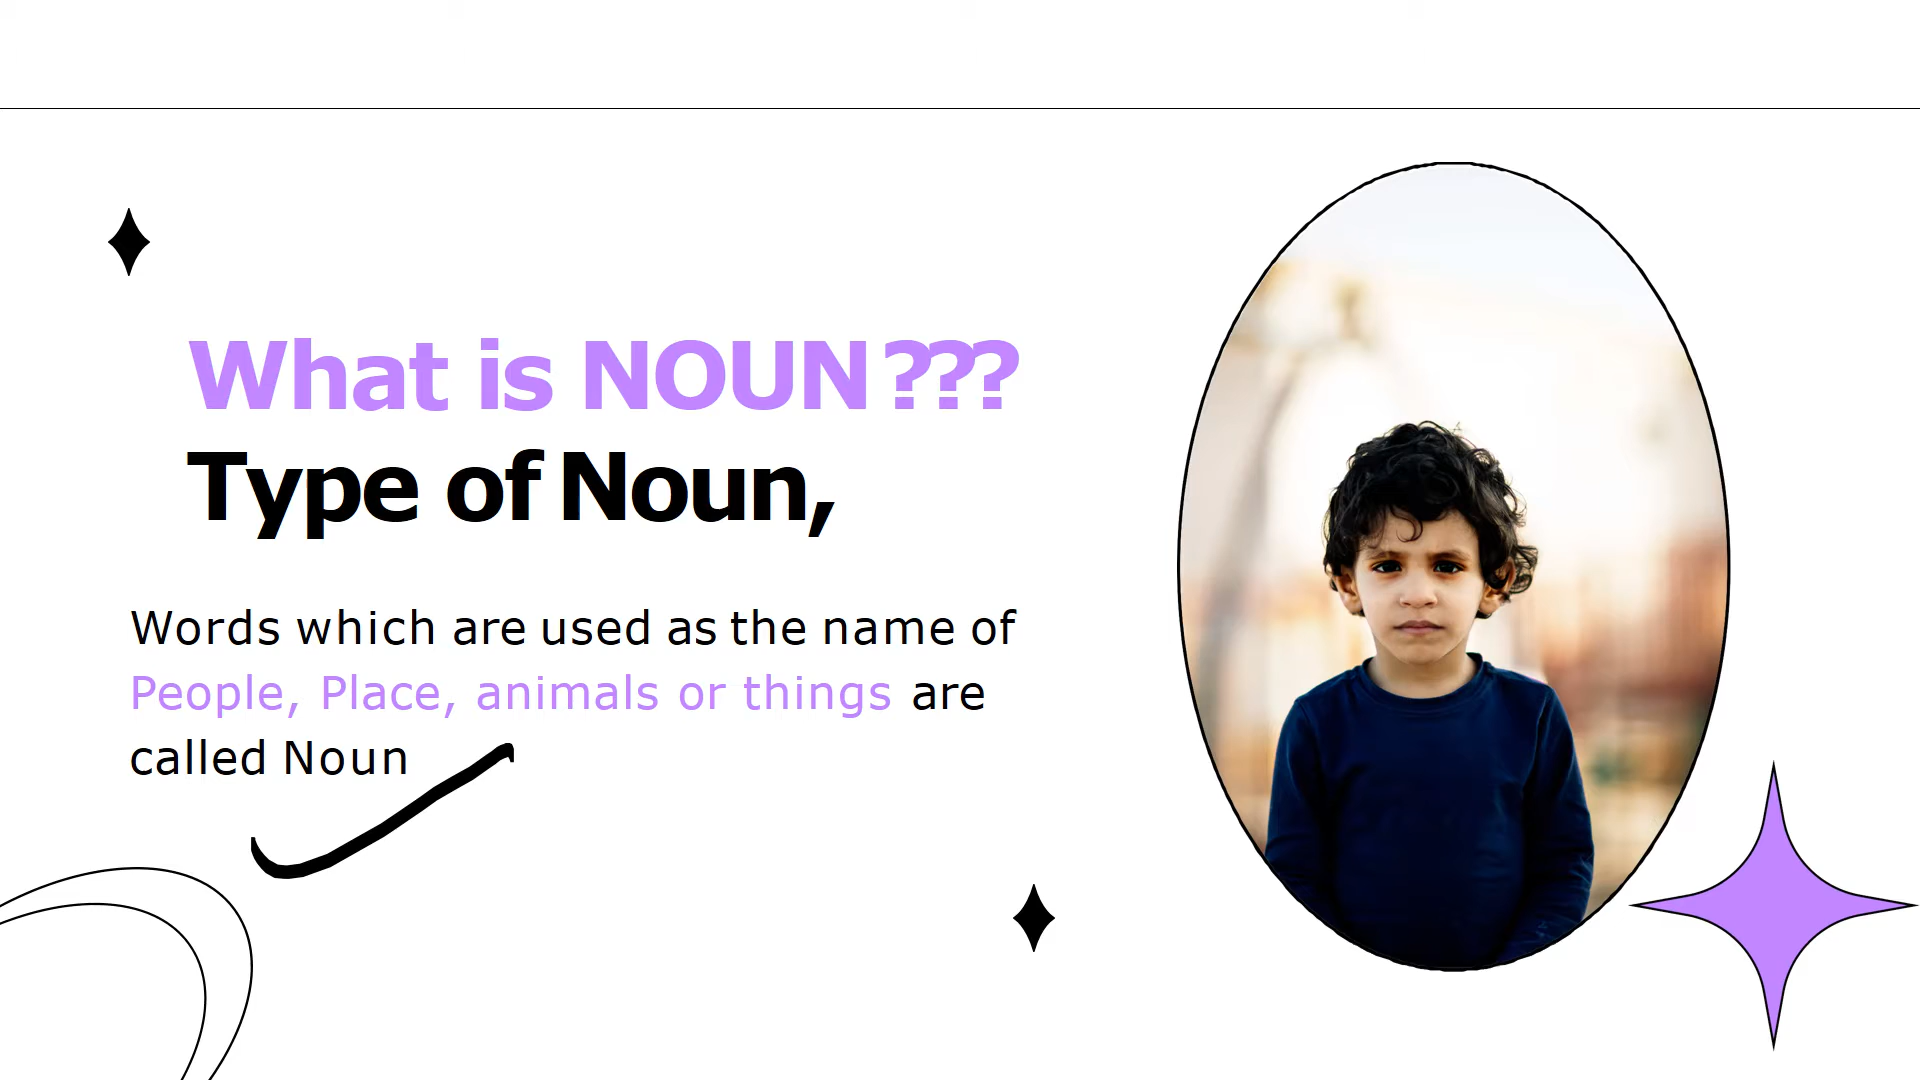 What is NOUN???
Type of Noun,
Words which are used as the name of
People, Place, animals or things are
called Noun